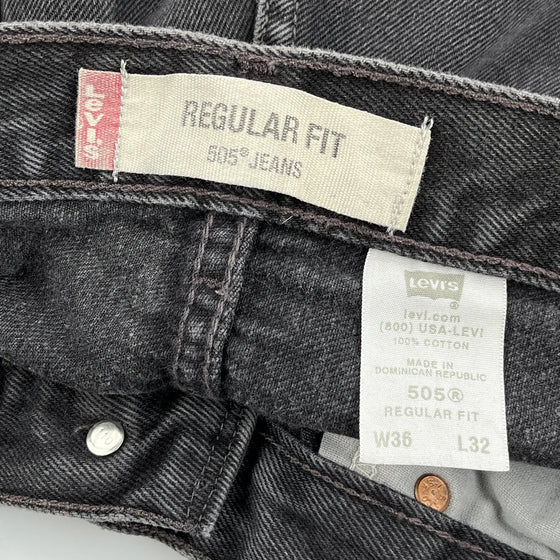 Levi's
REGULAR FIT
505® JEANS
Levi's
®
levi.com
(800) USA-LEVI
100% COTTON
MADE IN
DOMINICAN REPUBLIC
505®
REGULAR FIT
W36 L32